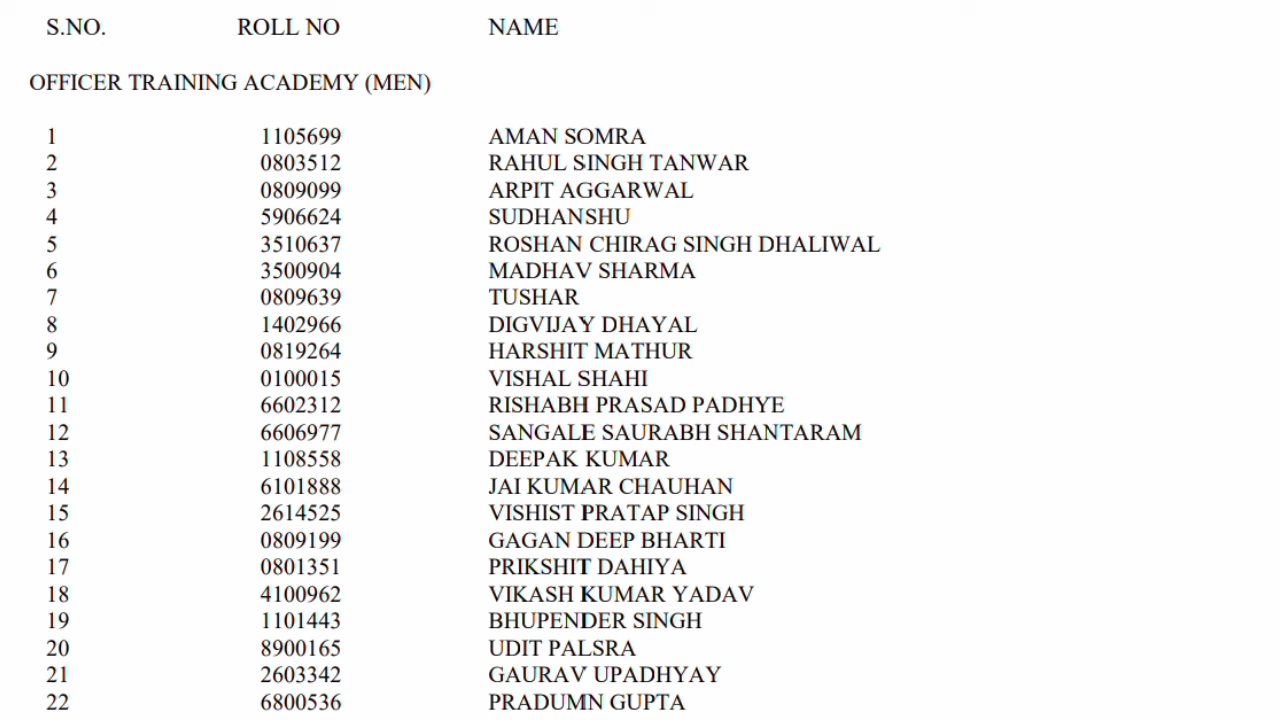 S.NO. ROLL NO NAME
OFFICER TRAINING ACADEMY (MEN)
1 1105699 AMAN SOMRA
2 0803512 RAHUL SINGH TANWAR
3 0809099 ARPIT AGGARWAL
4 5906624 SUDHANSHU
5 3510637 ROSHAN CHIRAG SINGH DHALIWAL
6 3500904 MADHAV SHARMA
7 0809639 TUSHAR
8 1402966 DIGVIJAY DHAYAL
9 0819264 HARSHIT MATHUR
10 0100015 VISHAL SHAHI
11 6602312 RISHABH PRASAD PADHYE
12 6606977 SANGALE SAURABH SHANTARAM
13 1108558 DEEPAK KUMAR
14 6101888 JAI KUMAR CHAUHAN
15 2614525 VISHIST PRATAP SINGH
16 0809199 GAGAN DEEP BHARTI
17 0801351 PRIKSHIT DAHIYA
18 4100962 VIKASH KUMAR YADAV
19 1101443 BHUPENDER SINGH
20 8900165 UDIT PALSRA
21 2603342 GAURAV UPADHYAY
22 6800536 PRADUMN GUPTA